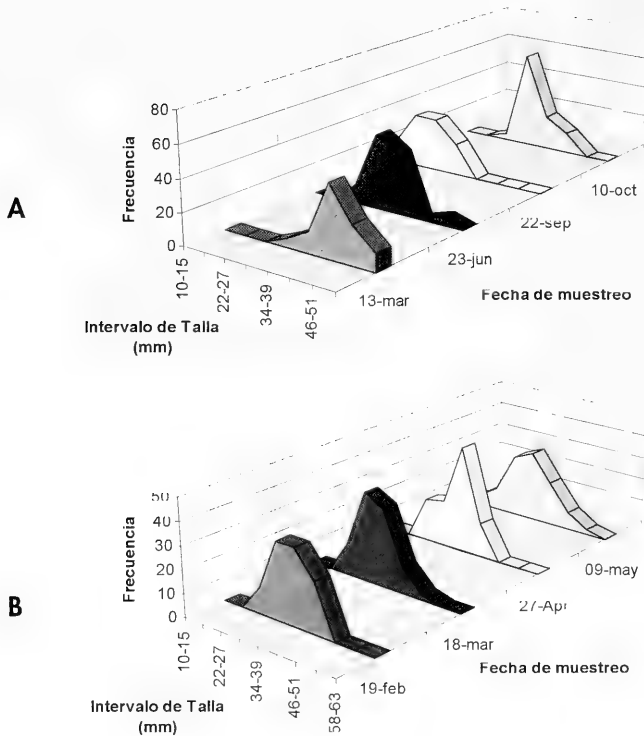 A
Frecuencia
80
60
40
20
0
10-15
22-27
34-39
46-51
Intervalo de Talla
(mm)
13-mar
23-jun
22-sep
10-oct
Fecha de muestreo
B
Frecuencia
50
40
30
20
10
0
10-15
22-27
34-39
46-51
58-63
Intervalo de Talla
(mm)
19-feb
18-mar
27-Apr
09-may
Fecha de muestreo